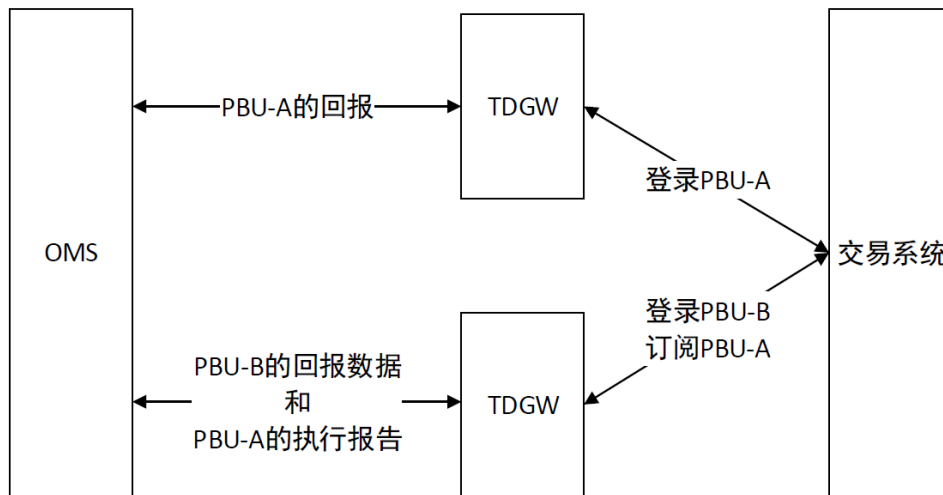 PBU-A的回报
TDGW
登录PBU-A
OMS
交易系统
登录PBU-B
订阅PBU-A
PBU-B的回报数据
和
PBU-A的执行报告
TDGW